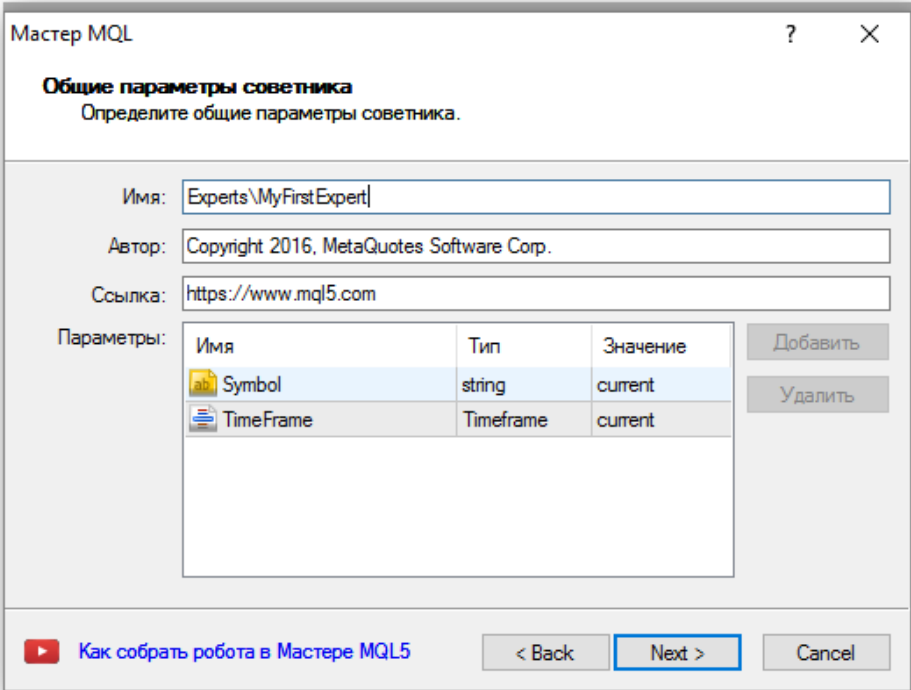 Мастер MQL
?
Общие параметры советника
Определите общие параметры советника.
Имя: Experts\MyFirstExpert
Автор: Copyright 2016, MetaQuotes Software Corp.
Ссылка: https://www.mql5.com
Параметры:
Имя Тип Значение
Добавить
ab Symbol string current
Удалить
TimeFrame Timeframe current
Как собрать робота в Мастере MQL5
< Back Next > Cancel